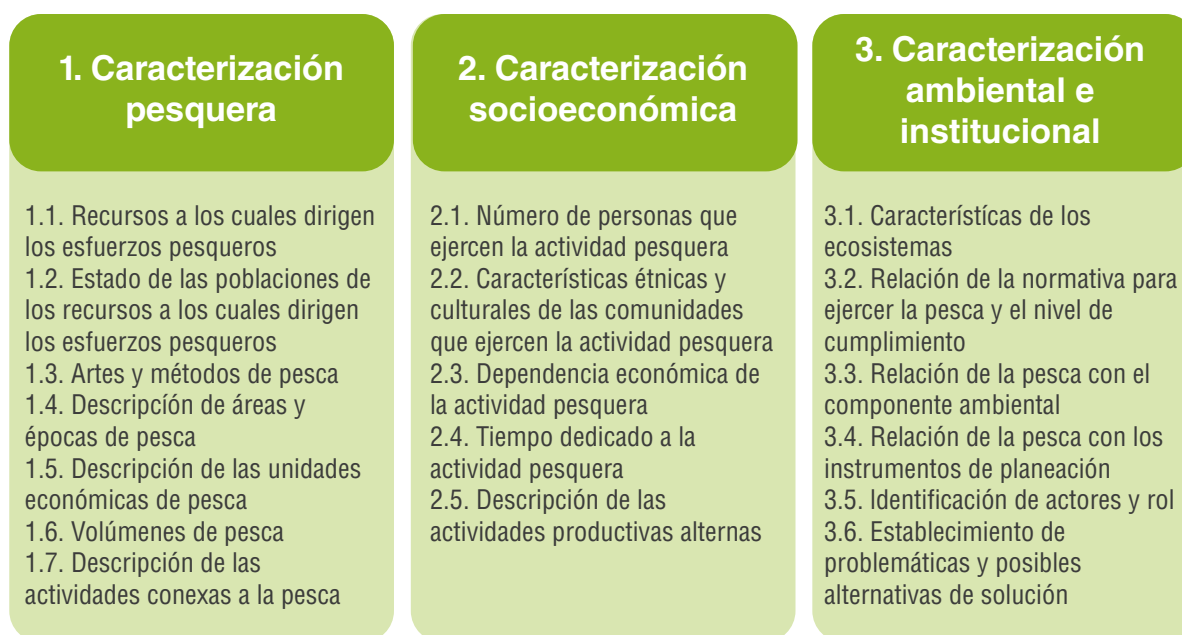 1. Caracterización
pesquera
1.1. Recursos a los cuales dirigen
los esfuerzos pesqueros
1.2. Estado de las poblaciones de
los recursos a los cuales dirigen
los esfuerzos pesqueros
1.3. Artes y métodos de pesca
1.4. Descripcíón de áreas y
épocas de pesca
1.5. Descripción de las unidades
económicas de pesca
1.6. Volúmenes de pesca
1.7. Descripción de las
actividades conexas a la pesca
2. Caracterización
socioeconómica
2.1. Número de personas que
ejercen la actividad pesquera
2.2. Características étnicas y
culturales de las comunidades
que ejercen la actividad pesquera
2.3. Dependencia económica de
la actividad pesquera
2.4. Tiempo dedicado a la
actividad pesquera
2.5. Descripción de las
actividades productivas alternas
3. Caracterización
ambiental e
institucional
3.1. Característícas de los
ecosistemas
3.2. Relación de la normativa para
ejercer la pesca y el nivel de
cumplimiento
3.3. Relación de la pesca con el
componente ambiental
3.4. Relación de la pesca con los
instrumentos de planeación
3.5. Identificación de actores y rol
3.6. Establecimiento de
problemáticas y posibles
alternativas de solución